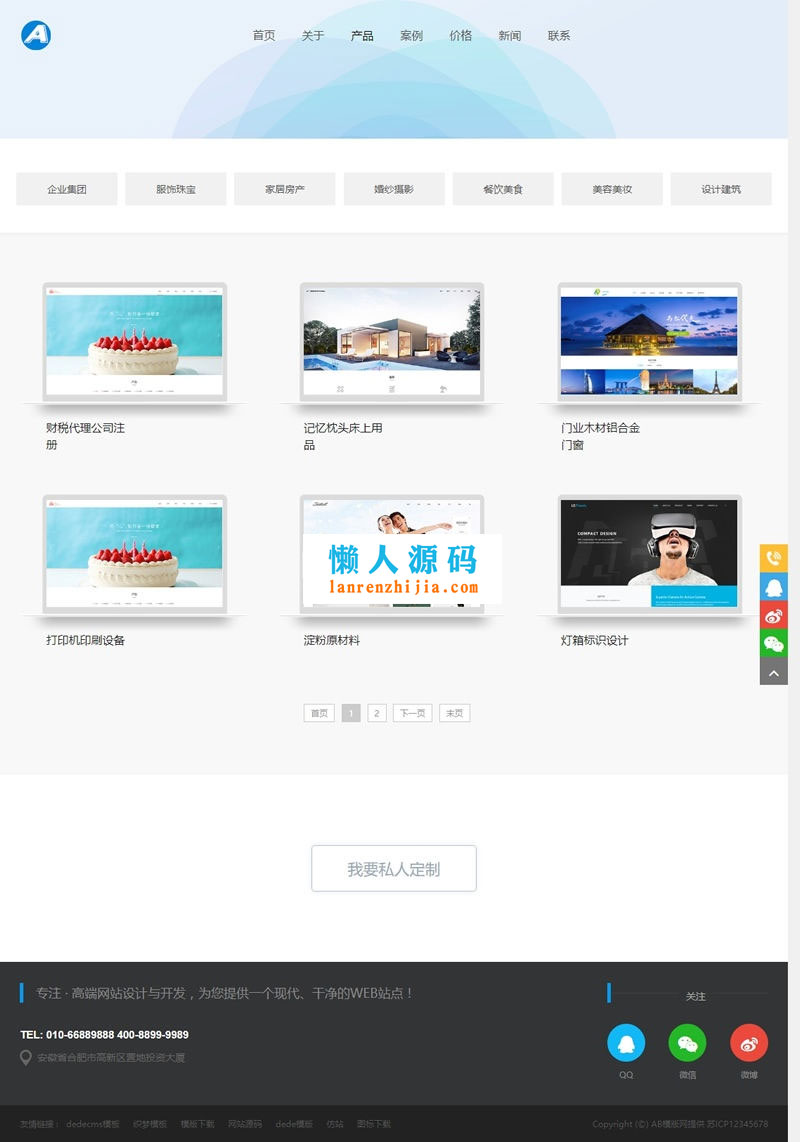 首页 关于 产品 案例 价格 新闻 联系
企业集团 服饰珠宝 家居房产 婚纱摄影 餐饮美食 美容美妆 设计建筑
财税代理公司注册
记忆枕头床上用品
门业木材铝合金门窗
COMPACT DESIGN
懒人源码
lanrenzhijia.com
打印机印刷设备 淀粉原材料 灯箱标识设计
首页 1 2 下一页 末页
我要私人定制
专注 · 高端网站设计与开发，为您提供一个现代、干净的WEB站点！
关注
TEL: 010-66889888 400-8899-9989
安徽省合肥市高新区置地投资大厦
QQ 微信 微博
友情链接： dedecms模板 织梦模板 模版下载 网站源码 dede模版 仿站 图标下载
Copyright (©) AB模版网提供 苏ICP12345678